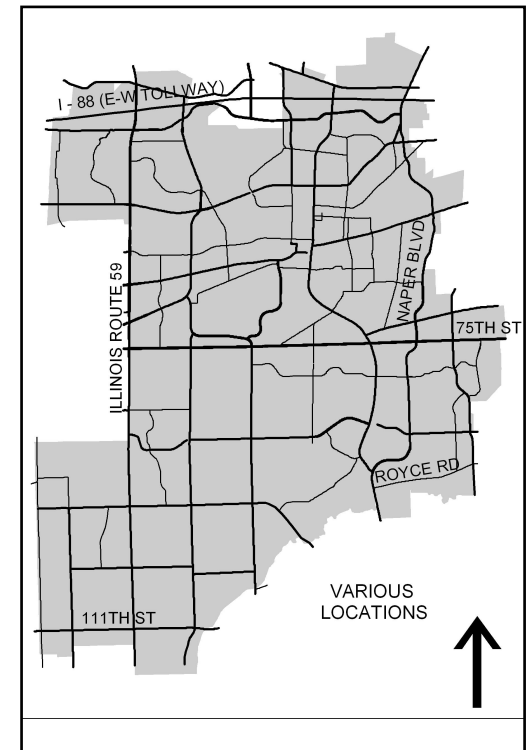 I - 88 (E-W TOLLWAY)
ILLINOIS ROUTE 59
NAPER BLVD
75TH ST
ROYCE RD
VARIOUS
LOCATIONS
111TH ST